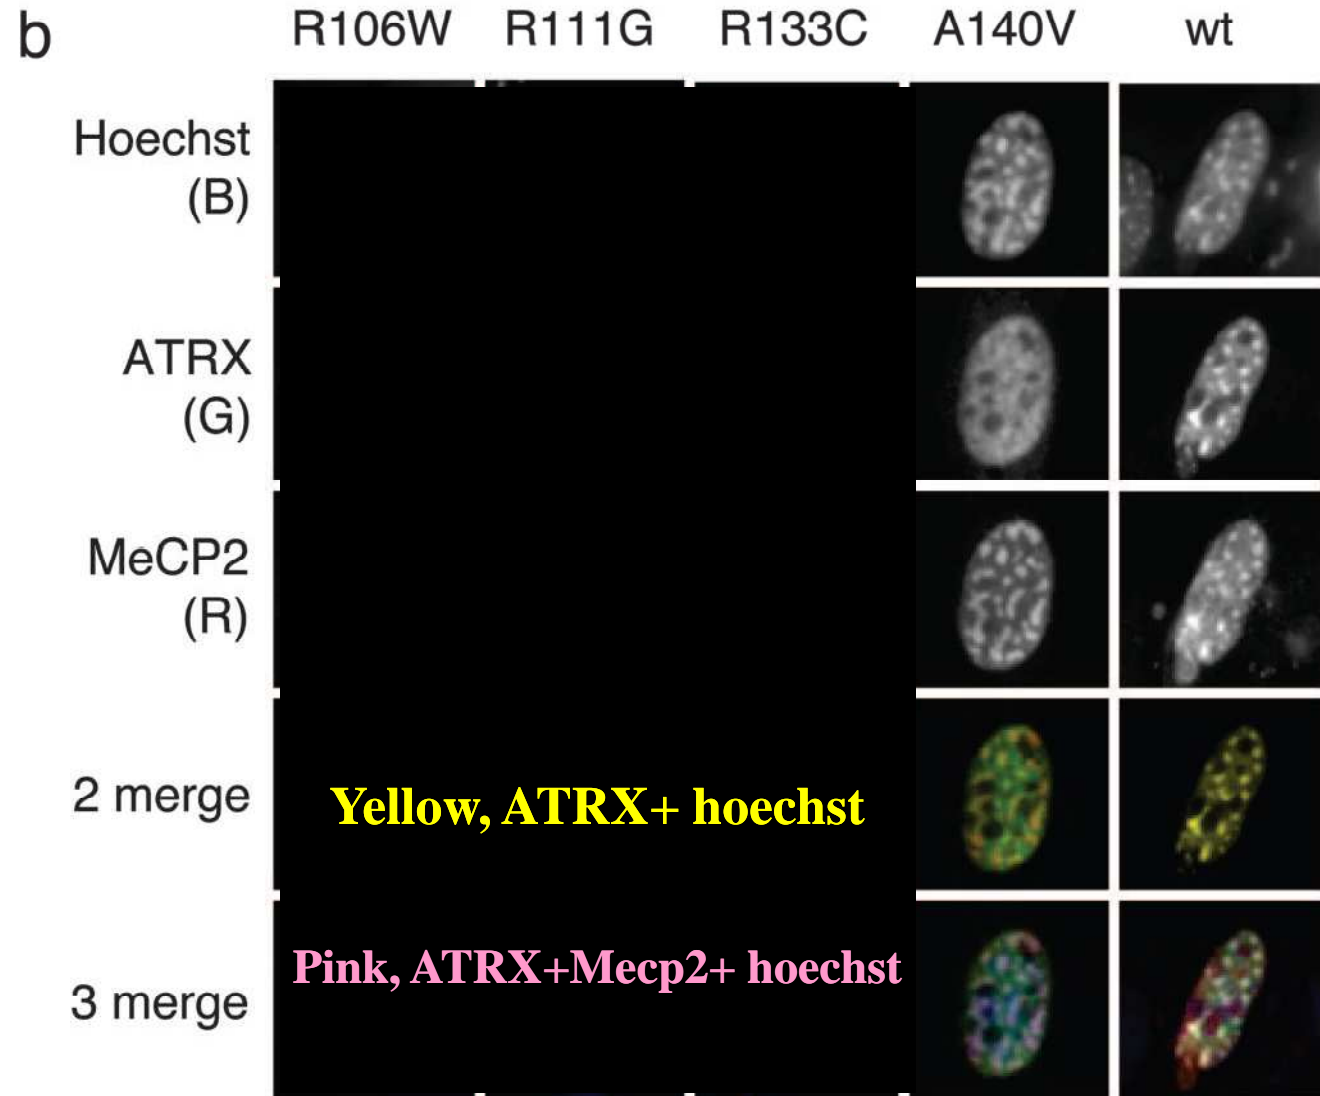 b
R106W R111G R133C A140V wt
Hoechst
(B)
ATRX
(G)
MeCP2
(R)
2 merge
Yellow, ATRX+ hoechst
3 merge
Pink, ATRX+Mecp2+ hoechst